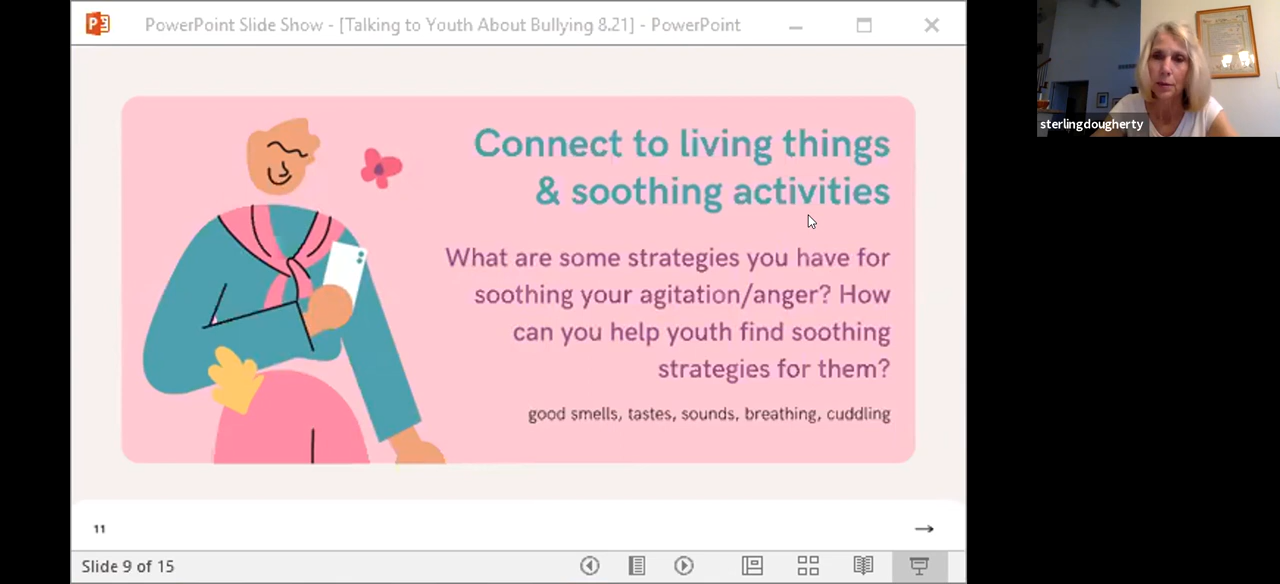 PowerPoint Slide Show - [Talking to Youth About Bullying 8.21] - PowerPoint
sterlingdougherty
Connect to living things
& soothing activities
What are some strategies you have for
soothing your agitation/anger? How
can you help youth find soothing
strategies for them?
good smells, tastes, sounds, breathing, cuddling
11
Slide 9 of 15